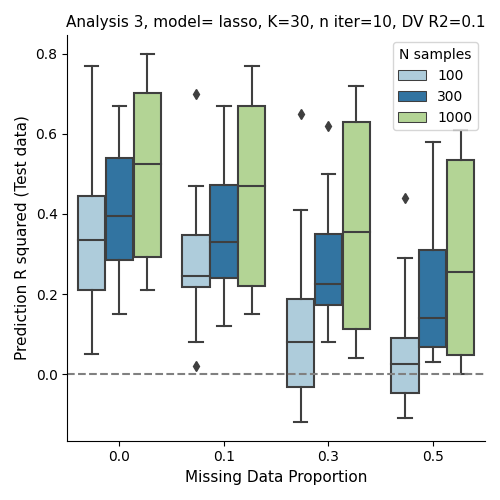 Analysis 3, model= lasso, K=30, n iter=10, DV R2=0.1
N samples
100
300
1000
Prediction R squared (Test data)
0.8
0.6
0.4
0.2
0.0
0.0 0.1 0.3 0.5
Missing Data Proportion